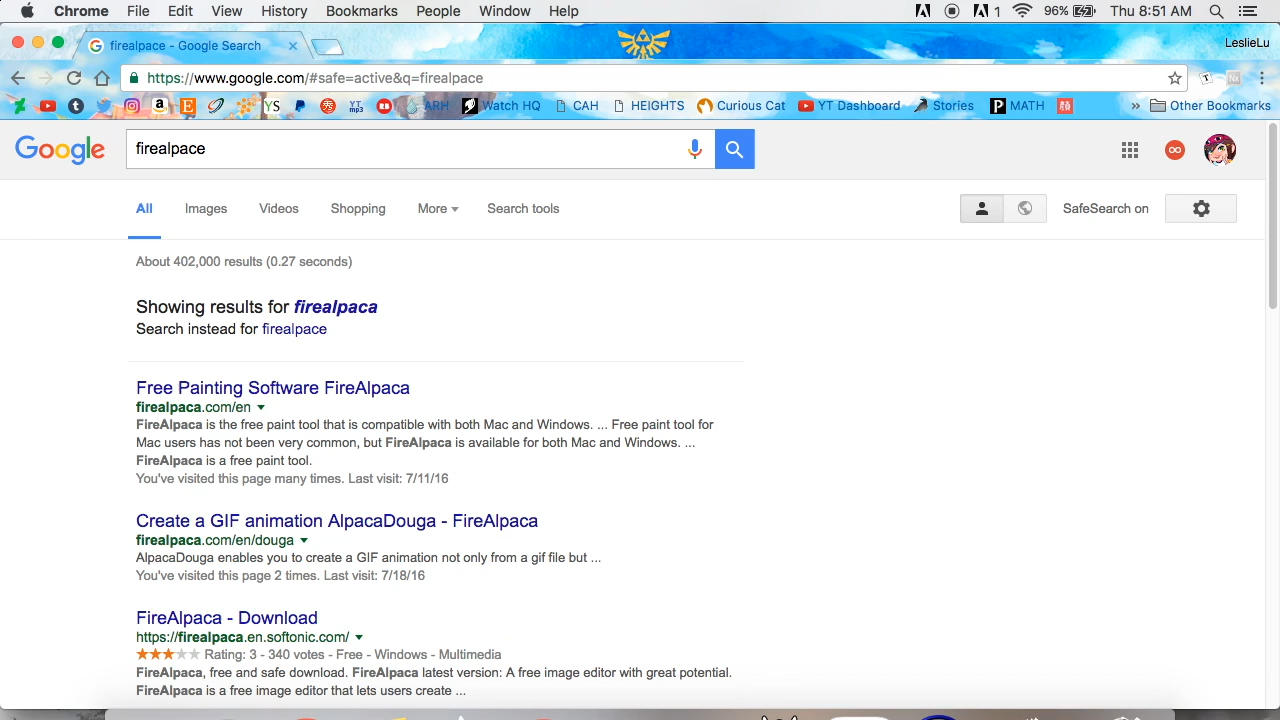 Chrome File Edit View History Bookmarks People Window Help 1 96% Thu 8:51 AM
firealpace - Google Search LeslieLu
https://www.google.com/#safe=active&q=firealpace
YS YT mp3 ARH Watch HQ CAH HEIGHTS Curious Cat YT Dashboard Stories P MATH » Other Bookmarks
Google firealpace
All Images Videos Shopping More Search tools SafeSearch on
About 402,000 results (0.27 seconds)
Showing results for firealpaca
Search instead for firealpace
Free Painting Software FireAlpaca
firealpaca.com/en
FireAlpaca is the free paint tool that is compatible with both Mac and Windows. ... Free paint tool for
Mac users has not been very common, but FireAlpaca is available for both Mac and Windows. ...
FireAlpaca is a free paint tool.
You've visited this page many times. Last visit: 7/11/16
Create a GIF animation AlpacaDouga - FireAlpaca
firealpaca.com/en/douga
AlpacaDouga enables you to create a GIF animation not only from a gif file but ...
You've visited this page 2 times. Last visit: 7/18/16
FireAlpaca - Download
https://firealpaca.en.softonic.com/
Rating: 3 - 340 votes - Free - Windows - Multimedia
FireAlpaca, free and safe download. FireAlpaca latest version: A free image editor with great potential.
FireAlpaca is a free image editor that lets users create ...